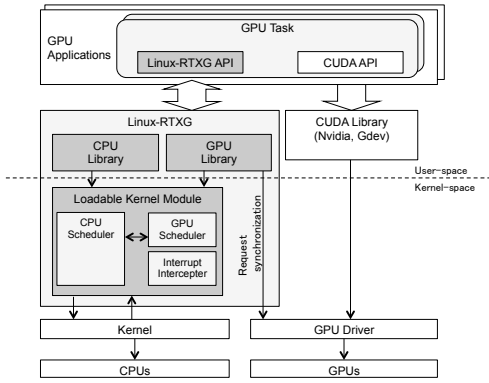 GPU Task
GPU
Applications
Linux-RTXG API
CUDA API
Linux-RTXG
CPU
Library
GPU
Library
CUDA Library
(Nvidia, Gdev)
User-space
Kernel-space
Loadable Kernel Module
CPU
Scheduler
GPU
Scheduler
Interrupt
Intercepter
Request
synchronization
Kernel
GPU Driver
CPUs
GPUs